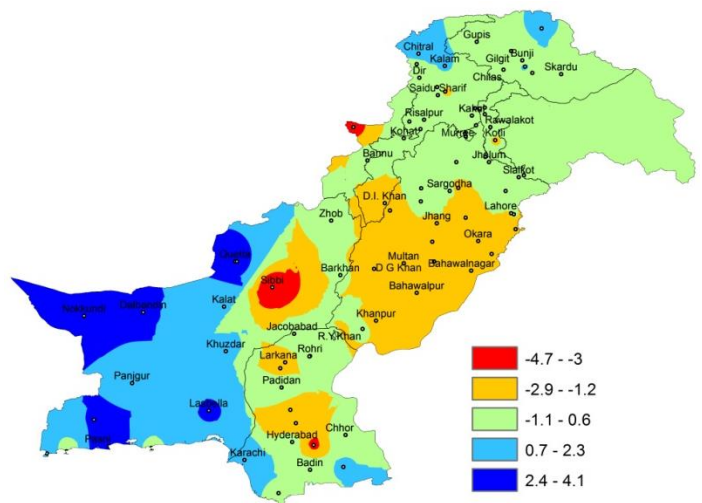 Gupis
Chitral
Bunji
Gilgit
Kalam
Skardu
Dir
Chilas
Saidu Sharif
Risalpur
Kakul
Rawalakot
Kohat
Murree
Kotli
Bannu
Jhelum
Sialkot
Sargodha
D.I. Khan
Zhob
Lahore
Jhang
Okara
Quetta
Multan
Barkhan
D G Khan
Bahawalnagar
Sibbi
Bahawalpur
Nokkundi
Dalbandin
Kalat
Khanpur
Jacobabad
R.Y.Khan
Khuzdar
Rohri
Larkana
Panjgur
Padidan
Lasbella
Hyderabad
Chhor
Karachi
Badin
-4.7 - -3
-2.9 - -1.2
-1.1 - 0.6
0.7 - 2.3
2.4 - 4.1